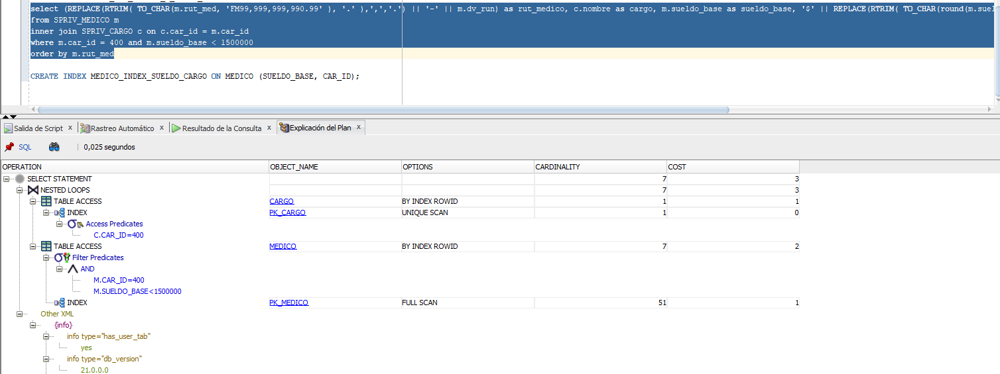 select (REPLACE(RTRIM( TO_CHAR(m.rut_med, 'FM99,999,999,990.99' ), '.' ),',','.') || '-' || m.dv_run) as rut_medico, c.nombre as cargo, m.sueldo_base as sueldo_base, '$' || REPLACE(RTRIM( TO_CHAR(round(m.suel
from SPRIV_MEDICO m
inner join SPRIV_CARGO c on c.car_id = m.car_id
where m.car_id = 400 and m.sueldo_base < 1500000
order by m.rut_med
CREATE INDEX MEDICO_INDEX_SUELDO_CARGO ON MEDICO (SUELDO_BASE, CAR_ID);
Salida de Script x Rastreo Automático x Resultado de la Consulta x Explicación del Plan x
SQL 0,025 segundos
OPERATION OBJECT_NAME OPTIONS CARDINALITY COST
SELECT STATEMENT 7 3
NESTED LOOPS 7 3
TABLE ACCESS CARGO BY INDEX ROWID 1 1
INDEX PK_CARGO UNIQUE SCAN 1 0
Access Predicates
C.CAR_ID=400
TABLE ACCESS MEDICO BY INDEX ROWID 7 2
Filter Predicates
AND
M.CAR_ID=400
M.SUELDO_BASE<1500000
INDEX PK_MEDICO FULL SCAN 51 1
Other XML
{info}
info type="has_user_tab"
yes
info type="db_version"
21.0.0.0